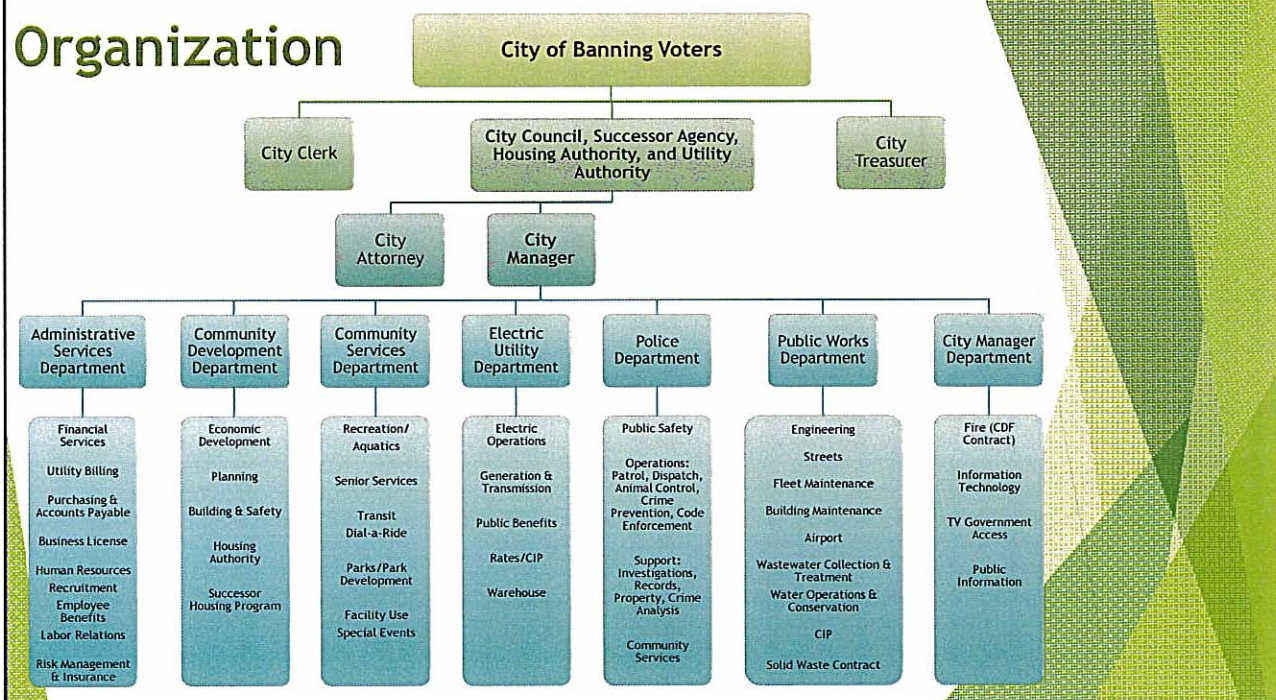 Organization
City of Banning Voters
City Clerk
City Council, Successor Agency,
Housing Authority, and Utility
Authority
City
Treasurer
City
Attorney
City
Manager
Administrative
Services
Department
Community
Development
Department
Community
Services
Department
Electric
Utility
Department
Police
Department
Public Works
Department
City Manager
Department
Financial
Services
Utility Billing
Purchasing &
Accounts Payable
Business License
Human Resources
Recruitment
Employee
Benefits
Labor Relations
Risk Management
& Insurance
Economic
Development
Planning
Building & Safety
Housing
Authority
Successor
Housing Program
Recreation/
Aquatics
Senior Services
Transit
Dial-a-Ride
Parks/Park
Development
Facility Use
Special Events
Electric
Operations
Generation &
Transmission
Public Benefits
Rates/CIP
Warehouse
Public Safety
Operations:
Patrol, Dispatch,
Animal Control,
Crime
Prevention, Code
Enforcement
Support:
Investigations,
Records,
Property, Crime
Analysis
Community
Services
Engineering
Streets
Fleet Maintenance
Building Maintenance
Airport
Wastewater Collection &
Treatment
Water Operations &
Conservation
CIP
Solid Waste Contract
Fire (CDF
Contract)
Information
Technology
TV Government
Access
Public
Information